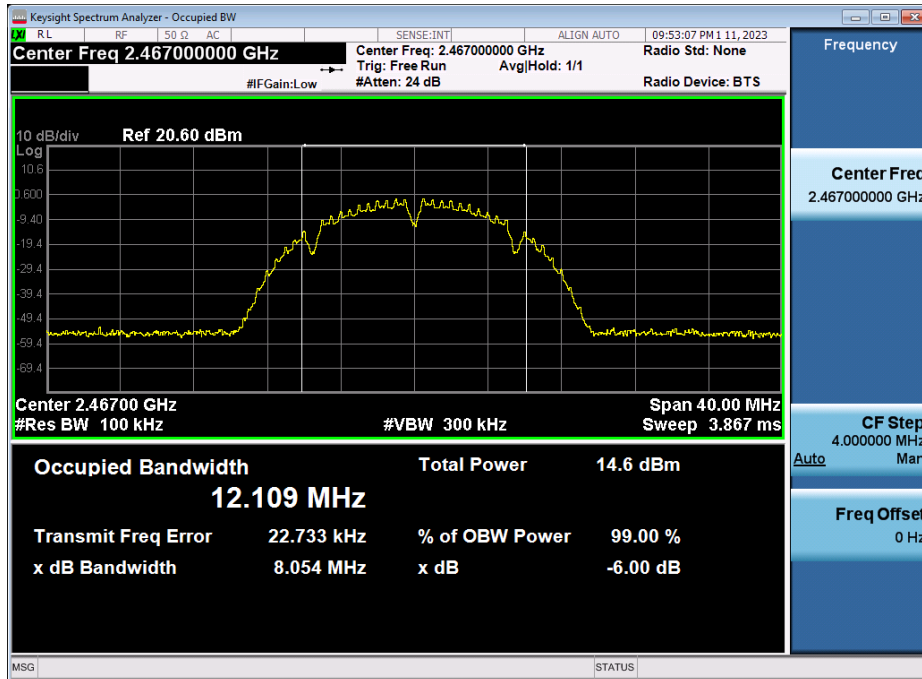 Keysight Spectrum Analyzer - Occupied BW
LXI RL RF 50 Ω AC SENSE:INT ALIGN AUTO 09:53:07 PM 1 11, 2023
Center Freq 2.467000000 GHz
Center Freq: 2.467000000 GHz
Radio Std: None
Trig: Free Run Avg|Hold: 1/1
#IFGain:Low
#Atten: 24 dB
Radio Device: BTS
10 dB/div Ref 20.60 dBm
Log
10.6
0.600
-9.40
-19.4
-29.4
-39.4
-49.4
-59.4
-69.4
Center 2.46700 GHz Span 40.00 MHz
#Res BW 100 kHz #VBW 300 kHz Sweep 3.867 ms
Occupied Bandwidth Total Power 14.6 dBm
12.109 MHz
Transmit Freq Error 22.733 kHz % of OBW Power 99.00 %
x dB Bandwidth 8.054 MHz x dB -6.00 dB
MSG STATUS
Frequency
Center Freq
2.467000000 GHz
CF Step
4.000000 MHz
Auto Man
Freq Offset
0 Hz